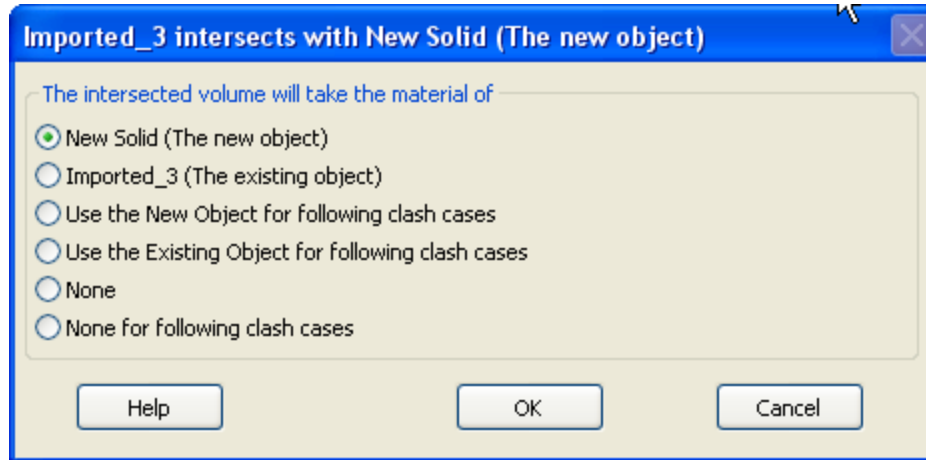 Imported_3 intersects with New Solid (The new object)
The intersected volume will take the material of
New Solid (The new object)
Imported_3 (The existing object)
Use the New Object for following clash cases
Use the Existing Object for following clash cases
None
None for following clash cases
Help
OK
Cancel